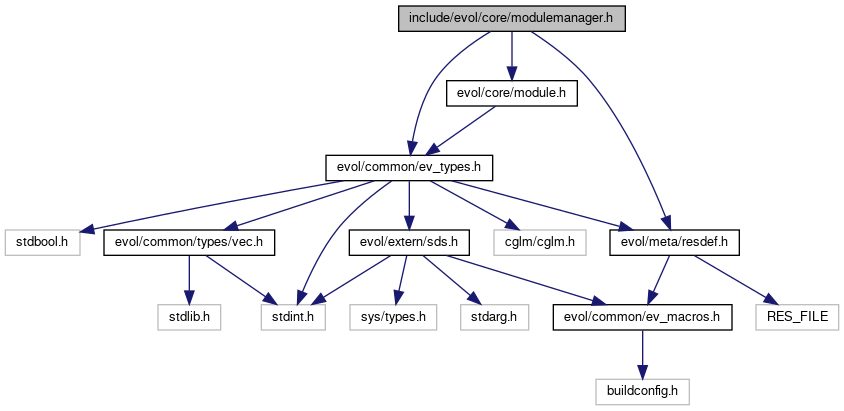 include/evol/core/modulemanager.h
evol/core/module.h
evol/common/ev_types.h
stdbool.h
evol/common/types/vec.h
evol/extern/sds.h
cglm/cglm.h
evol/meta/resdef.h
stdlib.h
stdint.h
sys/types.h
stdarg.h
evol/common/ev_macros.h
RES_FILE
buildconfig.h